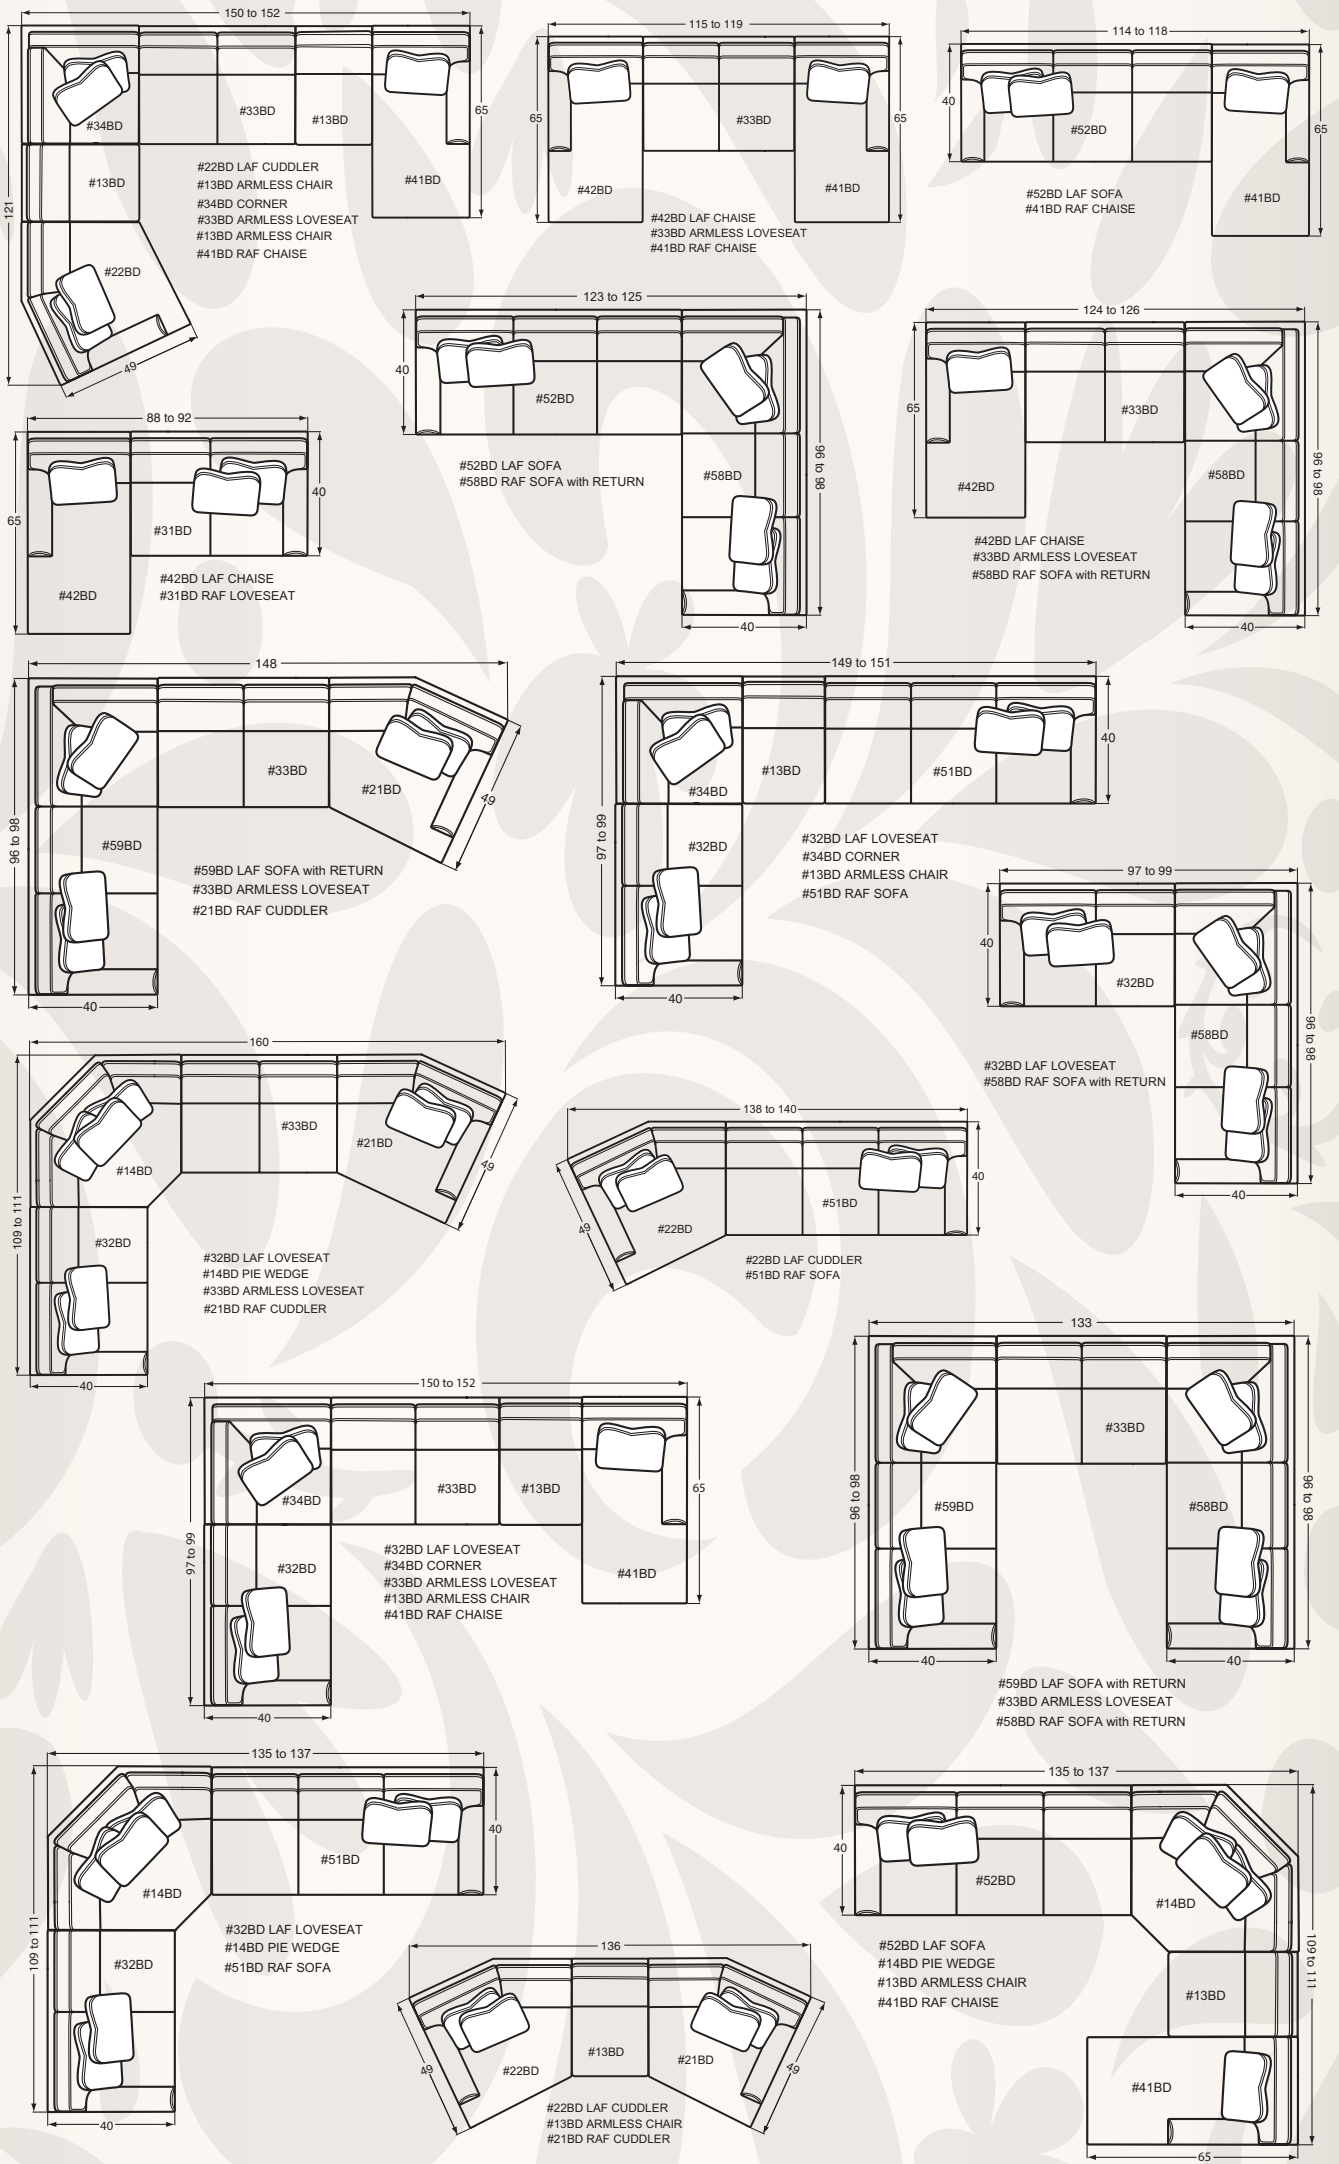 150 to 152
121
65
#34BD
#33BD
#13BD
#13BD
#41BD
#22BD
49
#22BD LAF CUDDLER
#13BD ARMLESS CHAIR
#34BD CORNER
#33BD ARMLESS LOVESEAT
#13BD ARMLESS CHAIR
#41BD RAF CHAISE
115 to 119
65
65
#33BD
#42BD
#41BD
#42BD LAF CHAISE
#33BD ARMLESS LOVESEAT
#41BD RAF CHAISE
114 to 118
40
65
#52BD
#41BD
#52BD LAF SOFA
#41BD RAF CHAISE
88 to 92
65
40
#31BD
#42BD
#42BD LAF CHAISE
#31BD RAF LOVESEAT
123 to 125
40
#52BD
#58BD
96 to 98
40
#52BD LAF SOFA
#58BD RAF SOFA with RETURN
124 to 126
65
#33BD
#42BD
#58BD
96 to 98
40
#42BD LAF CHAISE
#33BD ARMLESS LOVESEAT
#58BD RAF SOFA with RETURN
148
96 to 98
#33BD
#21BD
49
#59BD
40
#59BD LAF SOFA with RETURN
#33BD ARMLESS LOVESEAT
#21BD RAF CUDDLER
149 to 151
97 to 99
40
#34BD
#13BD
#51BD
#32BD
40
#32BD LAF LOVESEAT
#34BD CORNER
#13BD ARMLESS CHAIR
#51BD RAF SOFA
97 to 99
40
#32BD
#58BD
96 to 98
40
#32BD LAF LOVESEAT
#58BD RAF SOFA with RETURN
160
109 to 111
#14BD
#33BD
#21BD
49
#32BD
40
#32BD LAF LOVESEAT
#14BD PIE WEDGE
#33BD ARMLESS LOVESEAT
#21BD RAF CUDDLER
138 to 140
49
40
#22BD
#51BD
#22BD LAF CUDDLER
#51BD RAF SOFA
150 to 152
97 to 99
65
#34BD
#33BD
#13BD
#32BD
#41BD
40
#32BD LAF LOVESEAT
#34BD CORNER
#33BD ARMLESS LOVESEAT
#13BD ARMLESS CHAIR
#41BD RAF CHAISE
133
96 to 98
96 to 98
#33BD
#59BD
#58BD
40
40
#59BD LAF SOFA with RETURN
#33BD ARMLESS LOVESEAT
#58BD RAF SOFA with RETURN
135 to 137
109 to 111
40
#51BD
#14BD
#32BD
40
#32BD LAF LOVESEAT
#14BD PIE WEDGE
#51BD RAF SOFA
136
49
49
#22BD
#13BD
#21BD
#22BD LAF CUDDLER
#13BD ARMLESS CHAIR
#21BD RAF CUDDLER
135 to 137
40
#52BD
#14BD
#13BD
#41BD
109 to 111
65
#52BD LAF SOFA
#14BD PIE WEDGE
#13BD ARMLESS CHAIR
#41BD RAF CHAISE